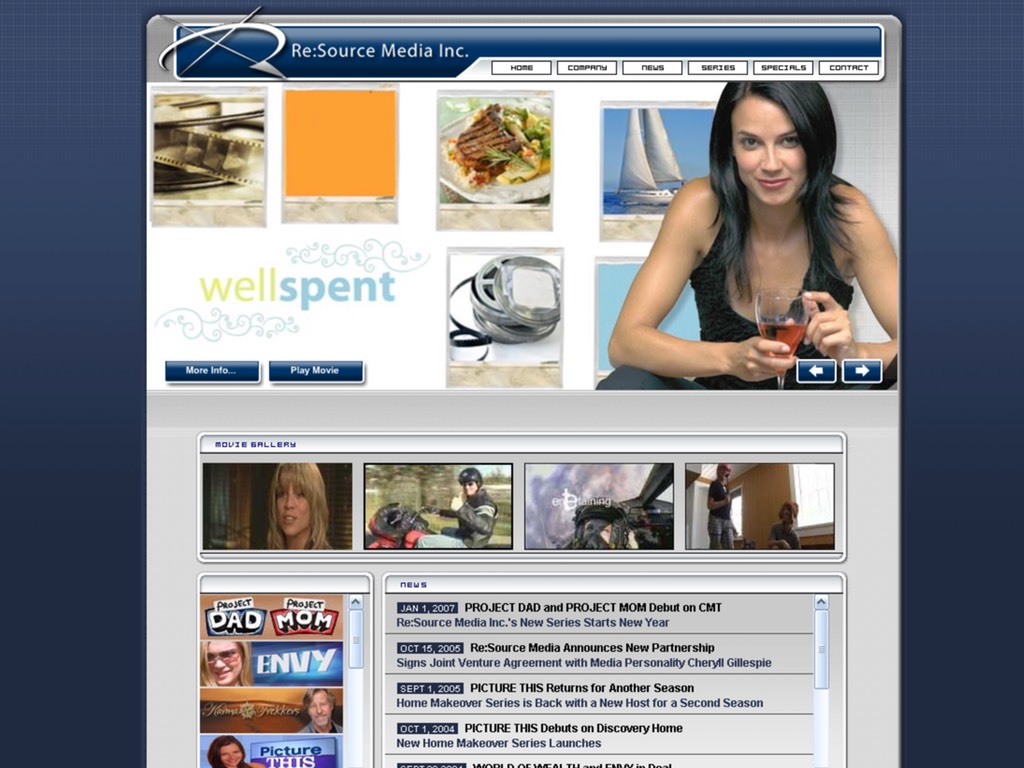 Re:Source Media Inc.
HOME COMPANY NEWS SERIES SPECIALS CONTACT
wellspent
More Info... Play Movie
MOVIE GALLERY
entertaining
NEWS
PROJECT DAD PROJECT MOM
ENVY
Karma Trekkers
Picture THIS
JAN 1, 2007 PROJECT DAD and PROJECT MOM Debut on CMT
Re:Source Media Inc.'s New Series Starts New Year
OCT 15, 2005 Re:Source Media Announces New Partnership
Signs Joint Venture Agreement with Media Personality Cheryll Gillespie
SEPT 1, 2005 PICTURE THIS Returns for Another Season
Home Makeover Series is Back with a New Host for a Second Season
OCT 1, 2004 PICTURE THIS Debuts on Discovery Home
New Home Makeover Series Launches
WORLD OF WEALTH and ENVY in Deal